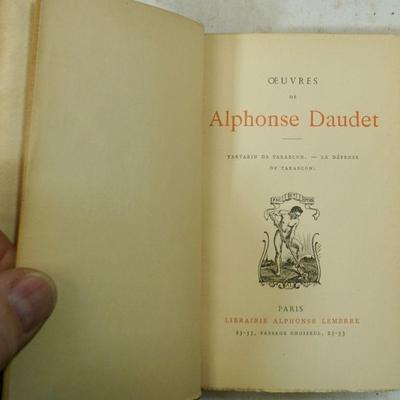 ŒUVRES
DE
Alphonse Daudet
TARTARIN DE TARASCON. — LA DÉFENSE
DE TARASCON.
PARIS
LIBRAIRIE ALPHONSE LEMERRE
23-33, PASSAGE CHOISEUL, 23-33